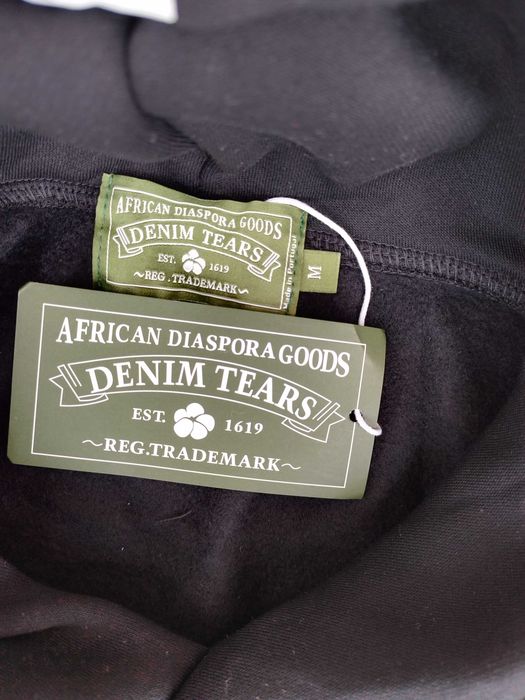 AFRICAN DIASPORA GOODS
DENIM TEARS
EST. 1619
REG.TRADEMARK
Made in Portugal
M
AFRICAN DIASPORA GOODS
DENIM TEARS
EST. 1619
~REG.TRADEMARK~